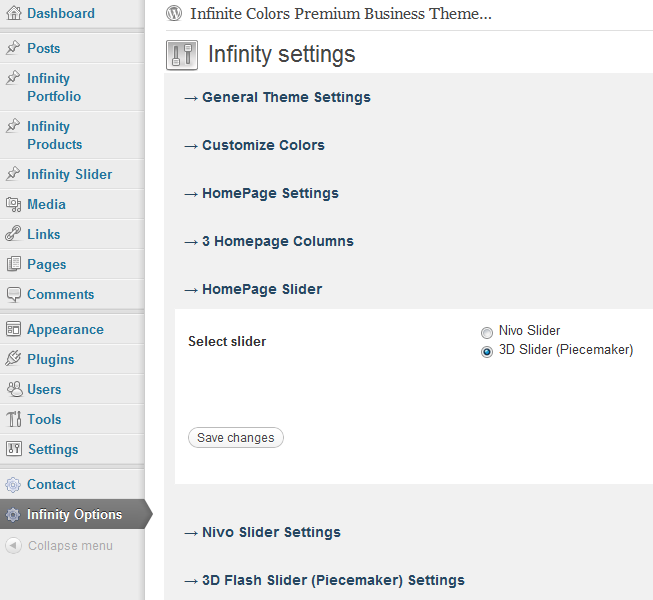 Dashboard
Posts
Infinity
Portfolio
Infinity
Products
Infinity Slider
Media
Links
Pages
Comments
Appearance
Plugins
Users
Tools
Settings
Contact
Infinity Options
Collapse menu
Infinite Colors Premium Business Theme...
Infinity settings
→ General Theme Settings
→ Customize Colors
→ HomePage Settings
→ 3 Homepage Columns
→ HomePage Slider
Select slider
Nivo Slider
3D Slider (Piecemaker)
Save changes
→ Nivo Slider Settings
→ 3D Flash Slider (Piecemaker) Settings